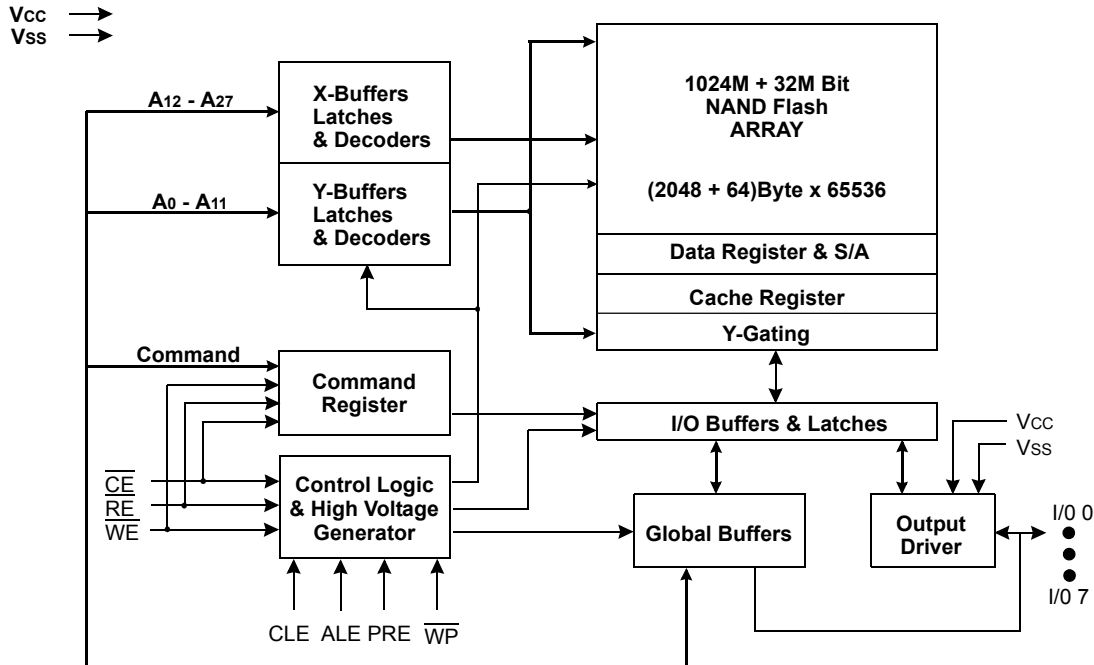 VCC
VSS
A12 - A27
X-Buffers
Latches
& Decoders
A0 - A11
Y-Buffers
Latches
& Decoders
1024M + 32M Bit
NAND Flash
ARRAY
(2048 + 64)Byte x 65536
Data Register & S/A
Cache Register
Y-Gating
Command
Command
Register
I/O Buffers & Latches
VCC
VSS
CE
RE
WE
Control Logic
& High Voltage
Generator
Global Buffers
Output
Driver
I/0 0
I/0 7
CLE ALE PRE WP